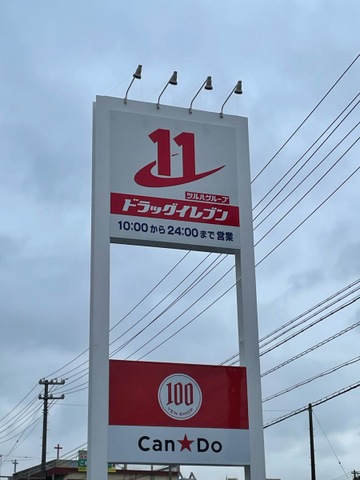 11
ツルハグループ
ドラッグイレブン
10:00から24:00まで営業
100
YEN SHOP
Can★Do